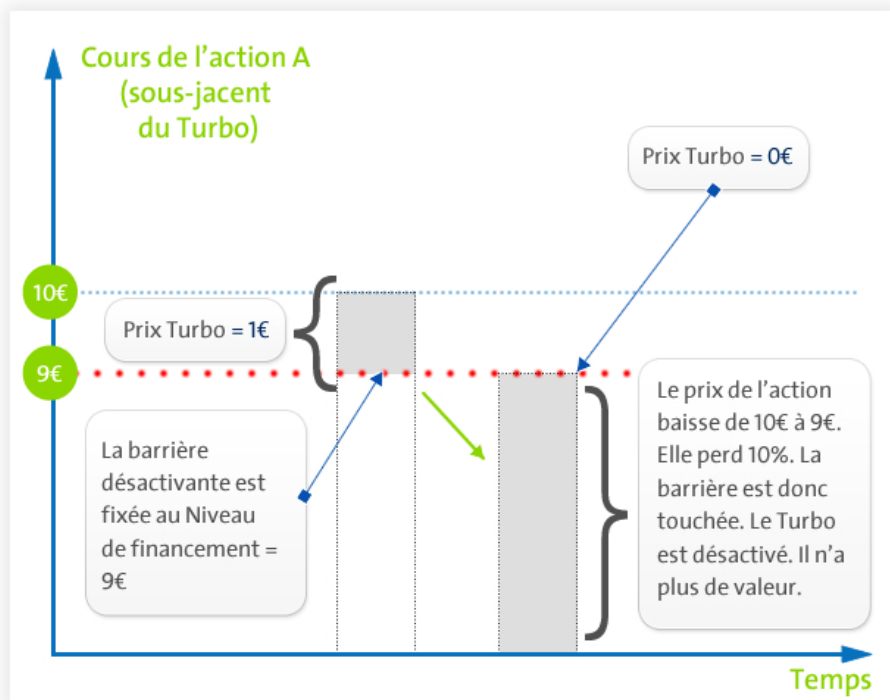 Cours de l'action A
(sous-jacent
du Turbo)
Prix Turbo = 0€
10€
Prix Turbo = 1€
9€
La barrière
désactivante est
fixée au Niveau
de financement =
9€
Le prix de l'action
baisse de 10€ à 9€.
Elle perd 10%. La
barrière est donc
touchée. Le Turbo
est désactivé. Il n'a
plus de valeur.
Temps